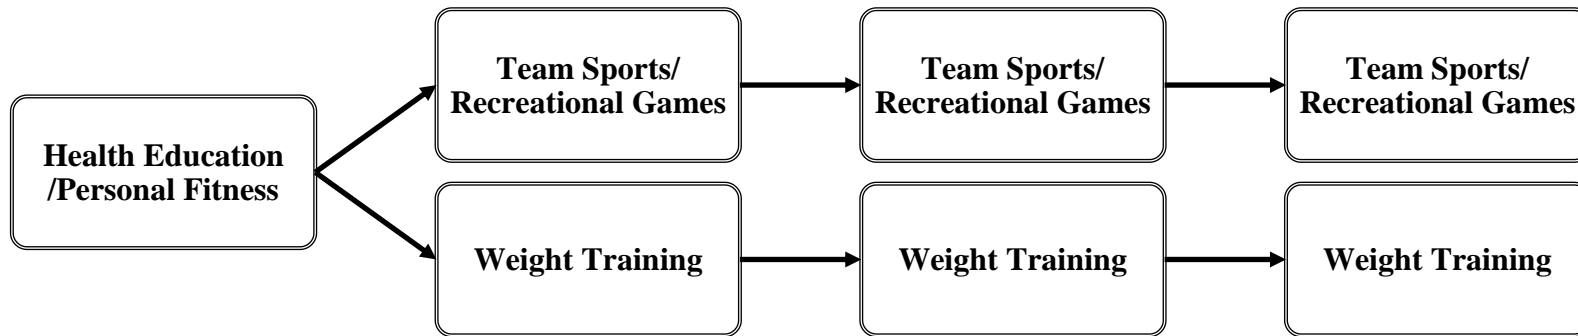 Health Education
/Personal Fitness
Team Sports/
Recreational Games
Team Sports/
Recreational Games
Team Sports/
Recreational Games
Weight Training
Weight Training
Weight Training